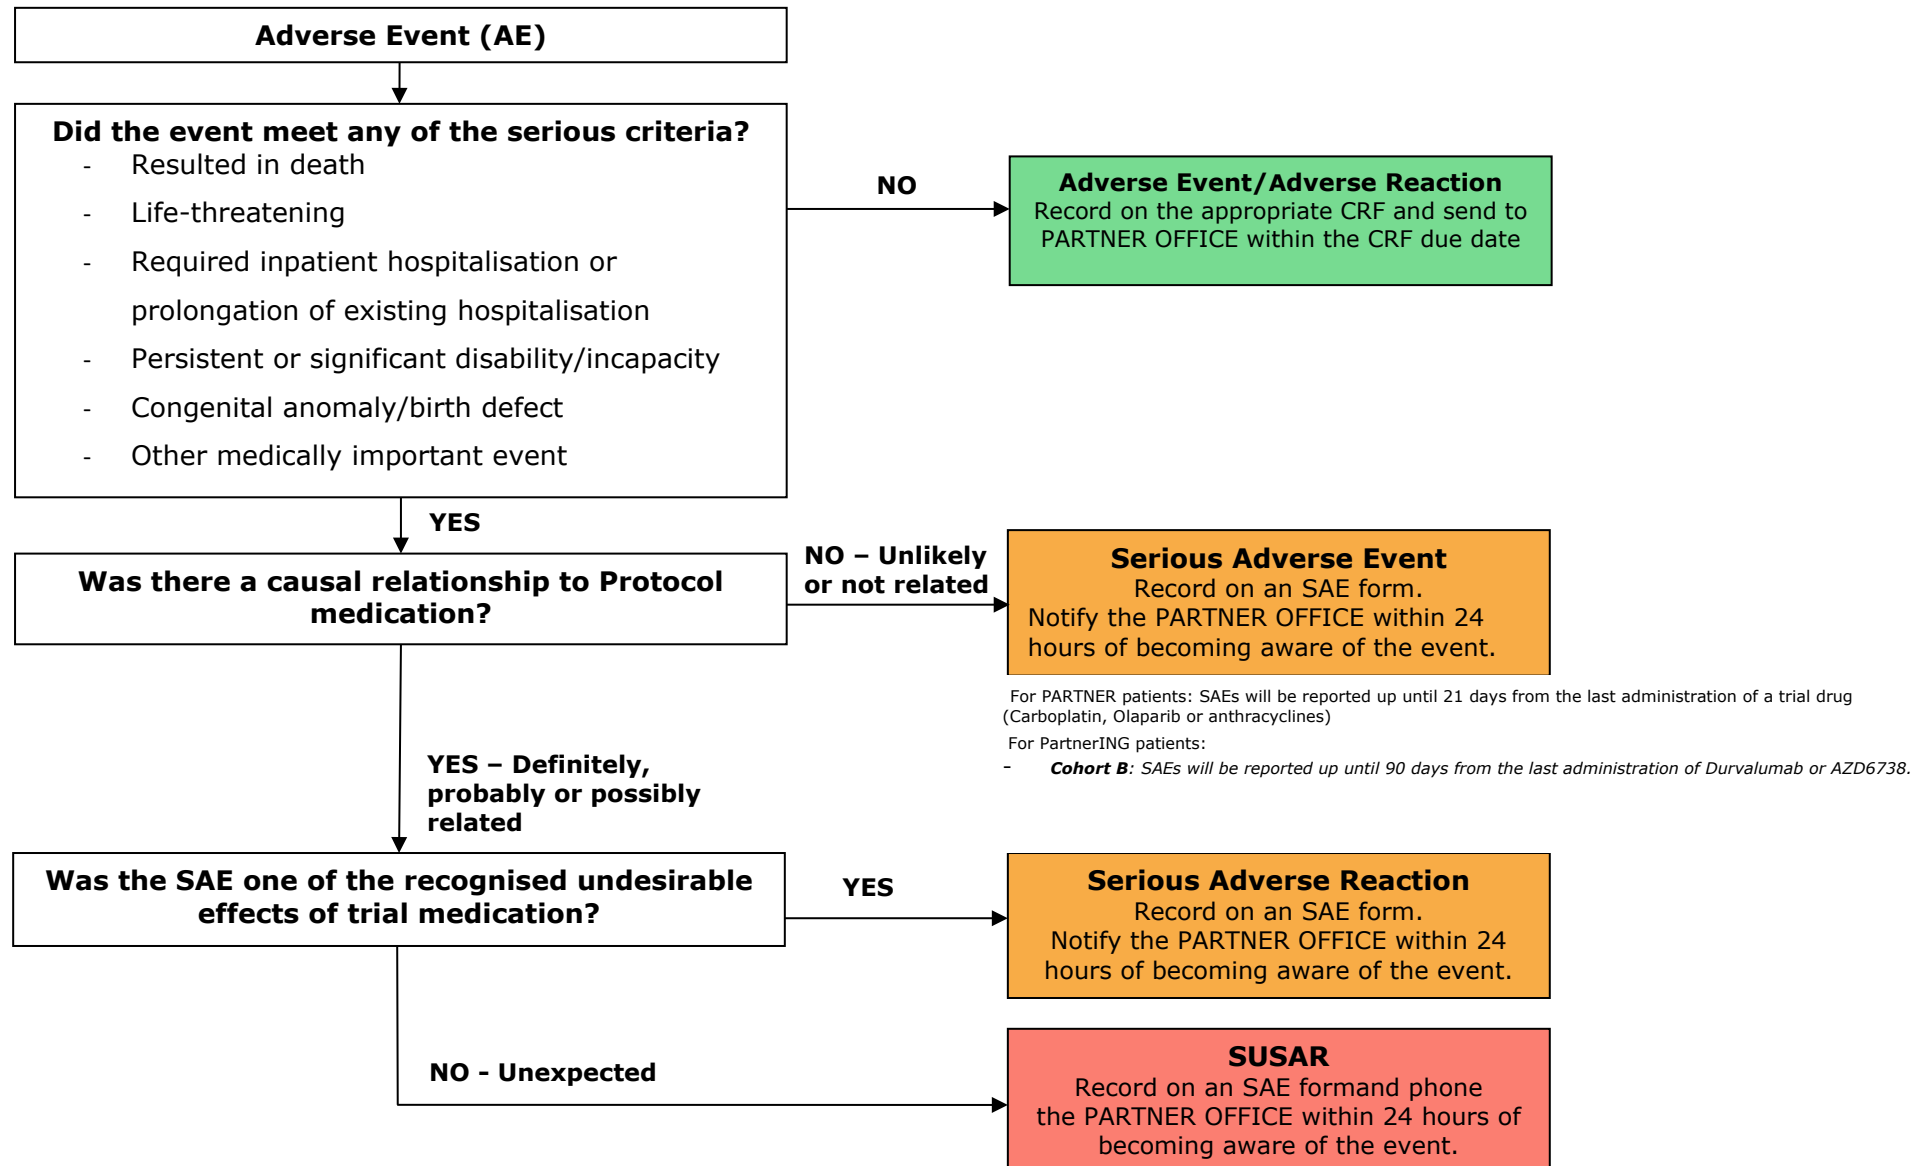 Adverse Event (AE)
Did the event meet any of the serious criteria?
- Resulted in death
- Life-threatening
- Required inpatient hospitalisation or
prolongation of existing hospitalisation
- Persistent or significant disability/incapacity
- Congenital anomaly/birth defect
- Other medically important event
NO
Adverse Event/Adverse Reaction
Record on the appropriate CRF and send to
PARTNER OFFICE within the CRF due date
YES
Was there a causal relationship to Protocol
medication?
NO – Unlikely
or not related
Serious Adverse Event
Record on an SAE form.
Notify the PARTNER OFFICE within 24
hours of becoming aware of the event.
For PARTNER patients: SAEs will be reported up until 21 days from the last administration of a trial drug
(Carboplatin, Olaparib or anthracyclines)
For PartnerING patients:
- Cohort B: SAEs will be reported up until 90 days from the last administration of Durvalumab or AZD6738.
YES – Definitely,
probably or possibly
related
Was the SAE one of the recognised undesirable
effects of trial medication?
YES
Serious Adverse Reaction
Record on an SAE form.
Notify the PARTNER OFFICE within 24
hours of becoming aware of the event.
NO - Unexpected
SUSAR
Record on an SAE formand phone
the PARTNER OFFICE within 24 hours of
becoming aware of the event.